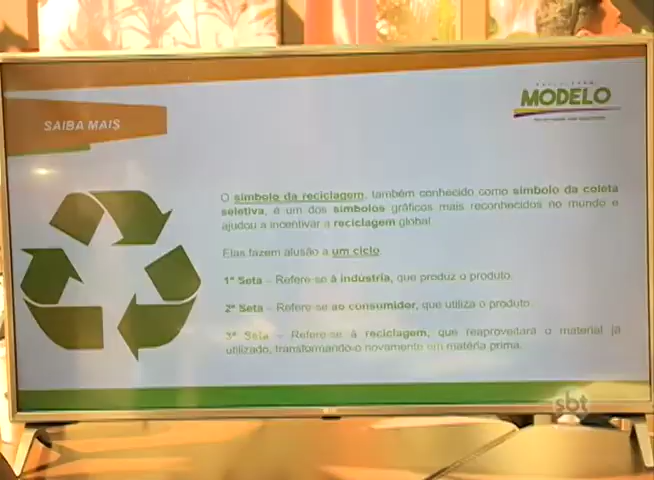 MODELO
SAIBA MAIS
O símbolo da reciclagem, também conhecido como símbolo da coleta
seletiva, é um dos símbolos gráficos mais reconhecidos no mundo e
ajudou a incentivar a reciclagem global.
Elas fazem alusão a um ciclo
1ª Seta – Refere-se à indústria, que produz o produto.
2ª Seta – Refere-se ao consumidor, que utiliza o produto.
3ª Seta – Refere-se à reciclagem, que reaproveitará o material já
utilizado, transformando-o novamente em matéria prima.
sbt